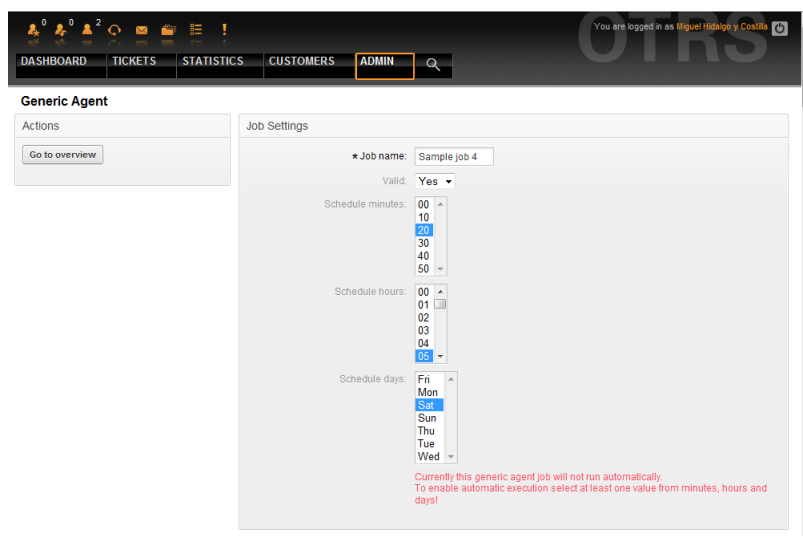 0 0 2
OTRS
You are logged in as Miguel Hidalgo y Costilla
DASHBOARD TICKETS STATISTICS CUSTOMERS ADMIN
Generic Agent
Actions
Go to overview
Job Settings
* Job name: Sample job 4
Valid: Yes
Schedule minutes: 00
10
20
30
40
50
Schedule hours: 00
01
02
03
04
05
Schedule days: Fri
Mon
Sat
Sun
Thu
Tue
Wed
Currently this generic agent job will not run automatically.
To enable automatic execution select at least one value from minutes, hours and
days!